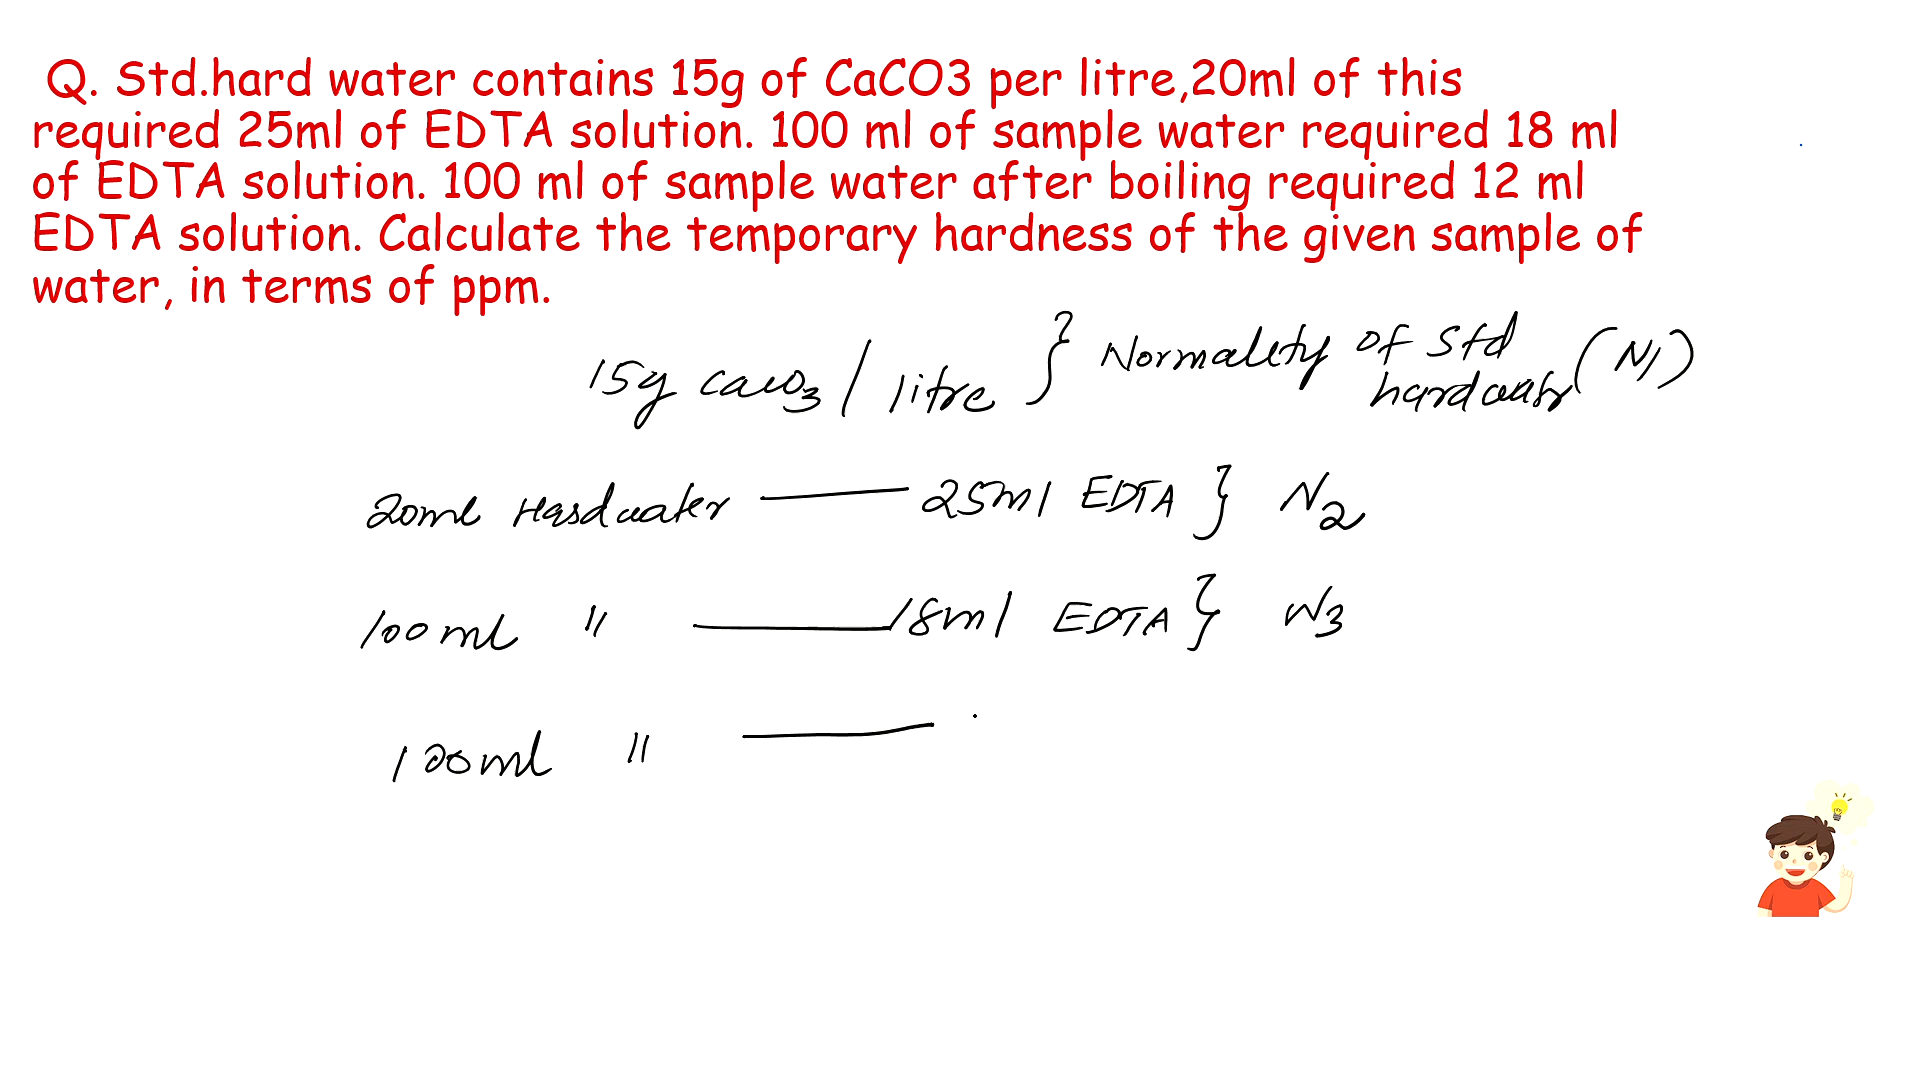 Q. Std.hard water contains 15g of CaCO3 per litre,20ml of this
required 25ml of EDTA solution. 100 ml of sample water required 18 ml
of EDTA solution. 100 ml of sample water after boiling required 12 ml
EDTA solution. Calculate the temporary hardness of the given sample of
water, in terms of ppm.
15g caco3 / litre } Normality of std
hardwater (N1)
20ml Hardwater — 25ml EDTA } N2
100ml " — 18ml EDTA } N3
100ml " —